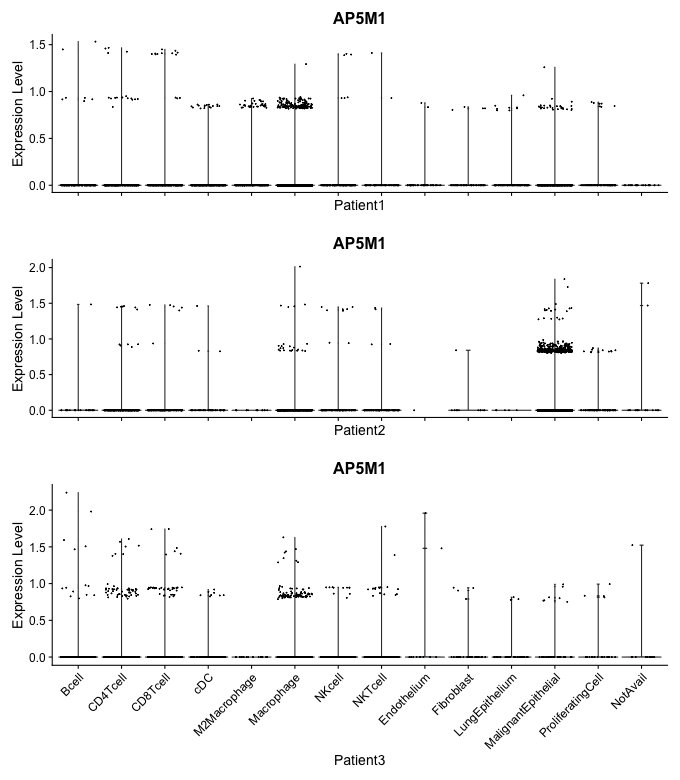 AP5M1
Expression Level
1.5
1.0
0.5
0.0
Patient1
AP5M1
Expression Level
2.0
1.5
1.0
0.5
0.0
Patient2
AP5M1
Expression Level
2.0
1.5
1.0
0.5
0.0
Bcell
CD4Tcell
CD8Tcell
cDC
M2Macrophage
Macrophage
NKcell
NKTcell
Endothelium
Fibroblast
LungEpithelium
MalignantEpithelial
ProliferatingCell
NotAvail
Patient3